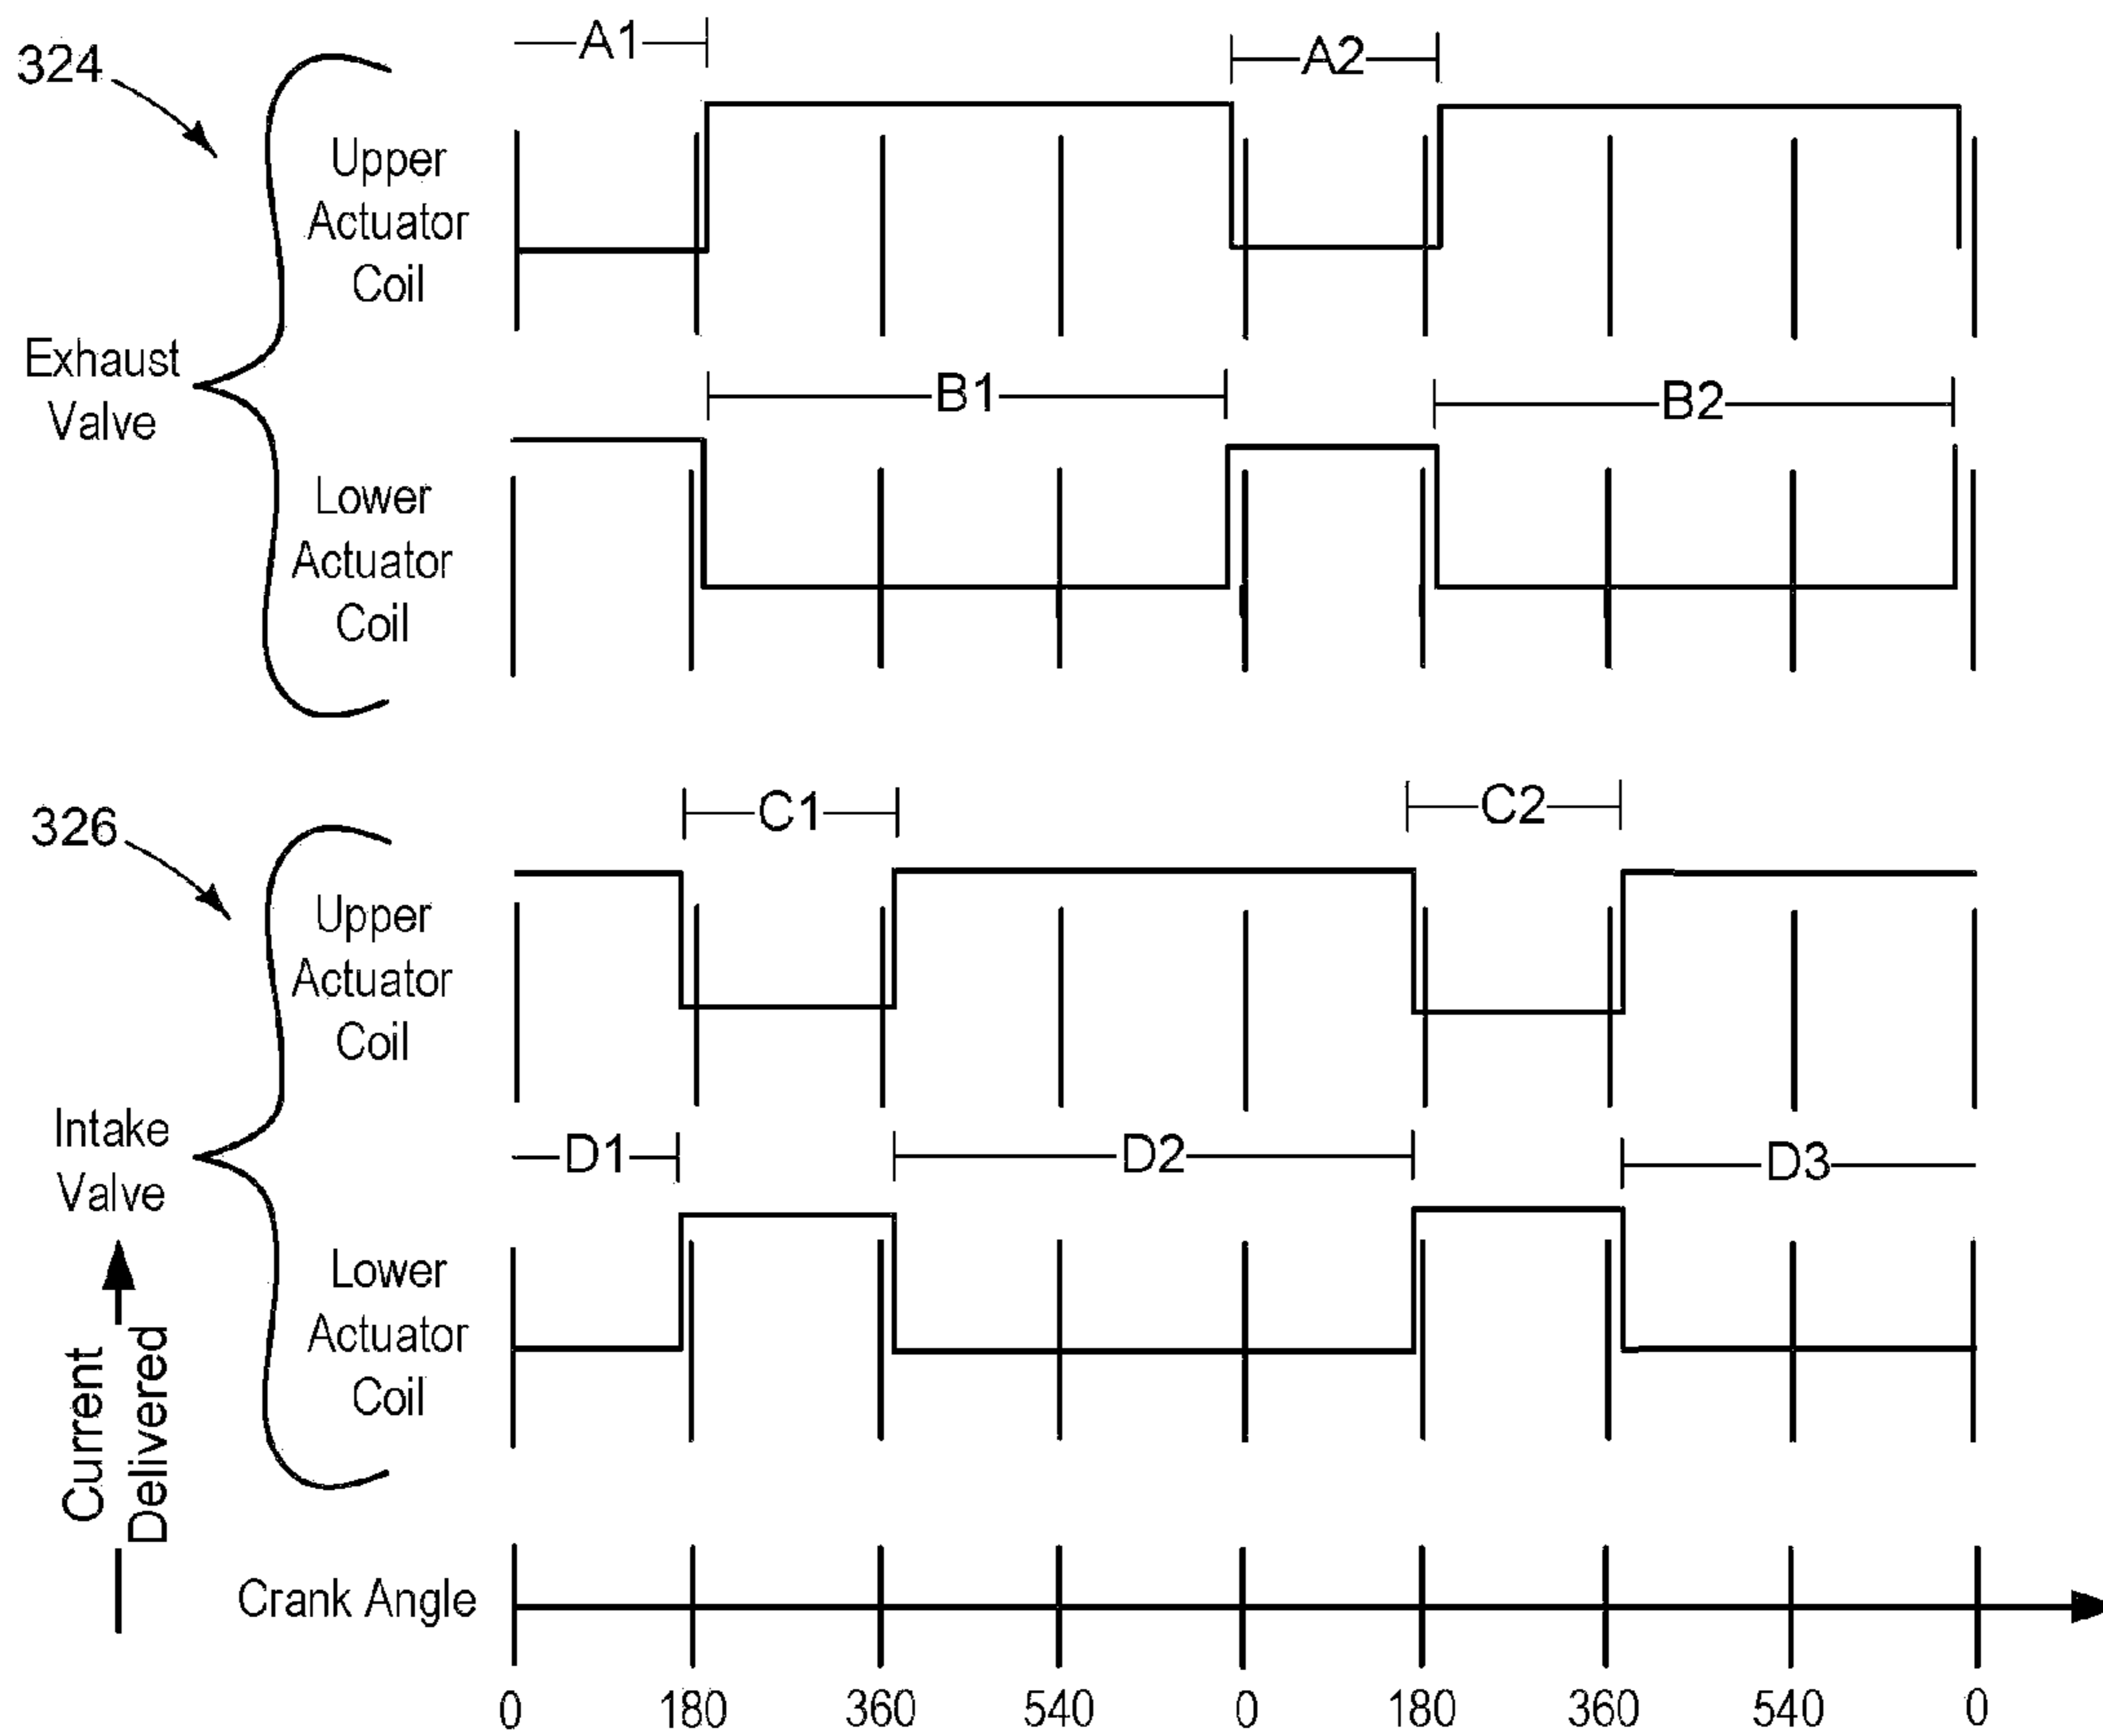 A1
A2
324
Upper
Actuator
Coil
Exhaust
Valve
B1
B2
Lower
Actuator
Coil
C1
C2
326
Upper
Actuator
Coil
Intake
Valve
D1
D2
D3
Lower
Actuator
Coil
Current
Delivered
Crank Angle
0 180 360 540 0 180 360 540 0